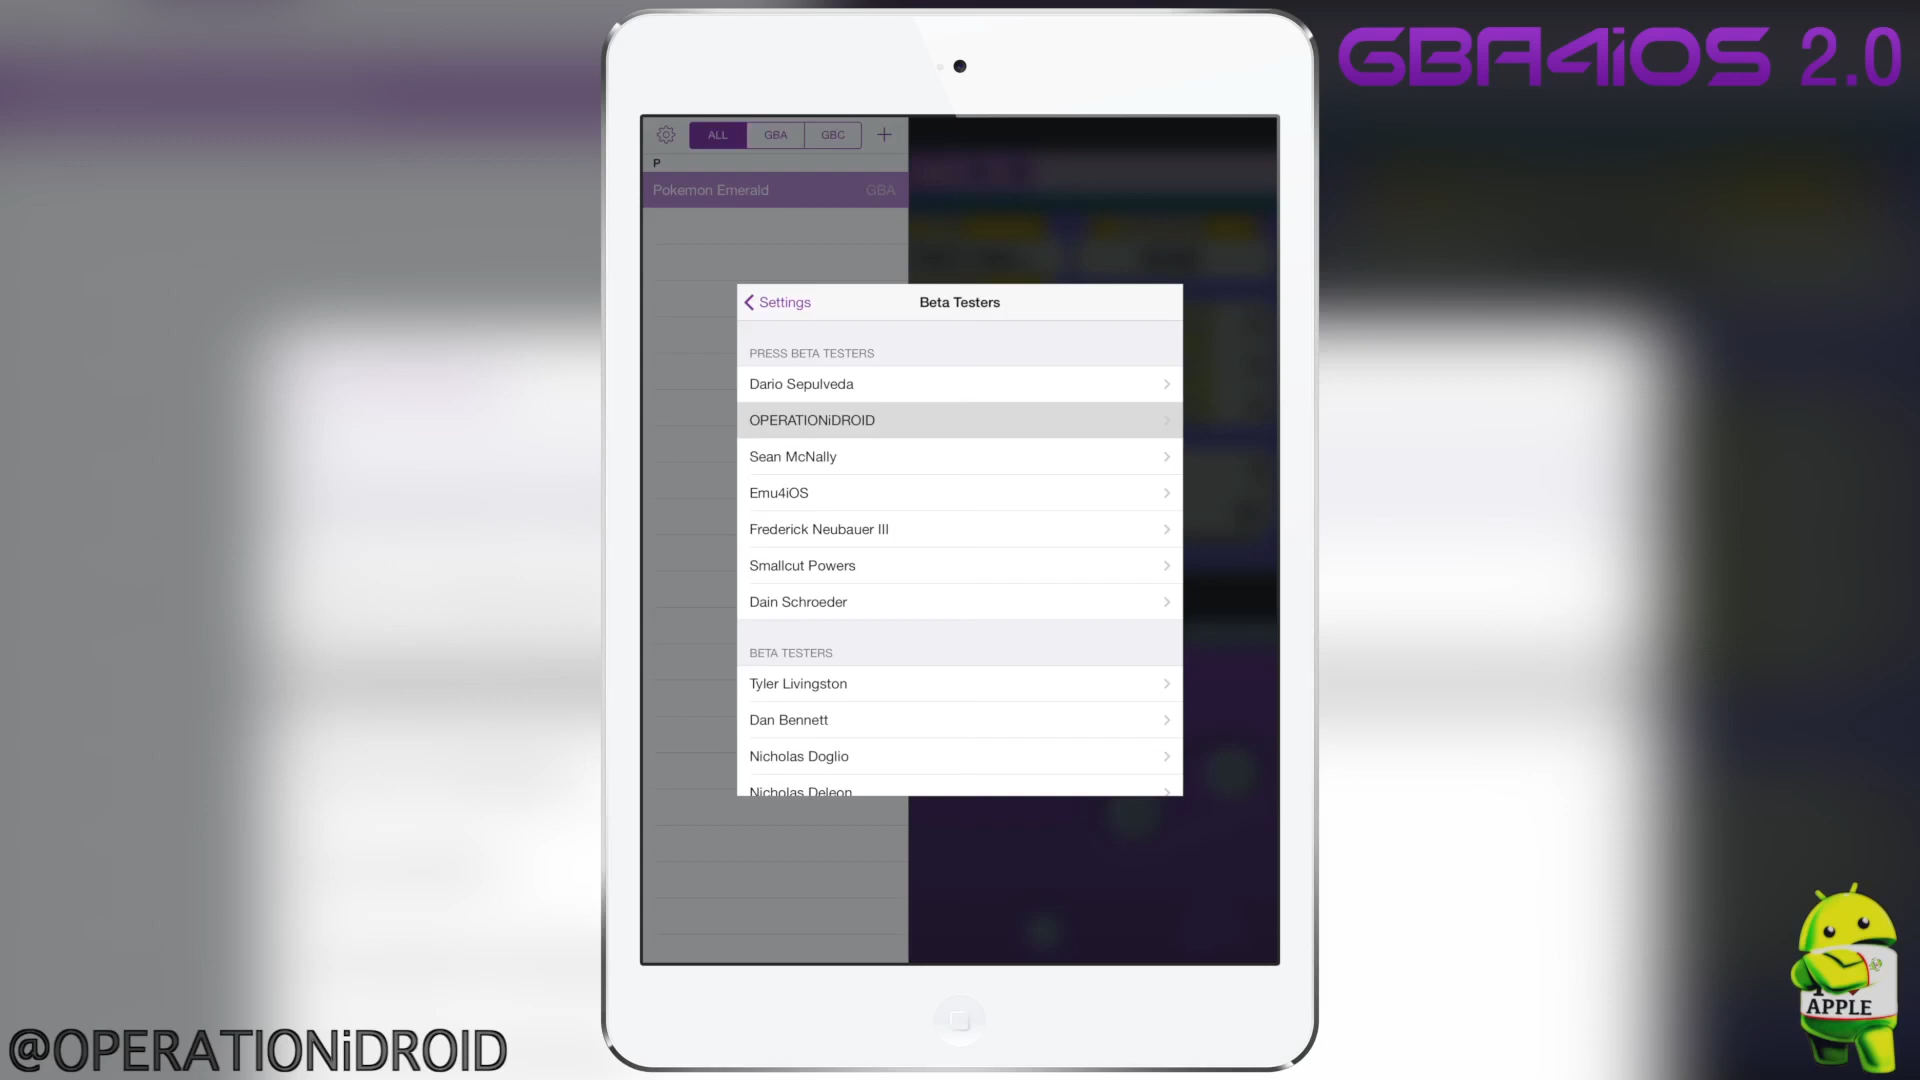 GBA4iOS 2.0
ALL
GBA
GBC
P
Pokemon Emerald
GBA
Settings
Beta Testers
PRESS BETA TESTERS
Dario Sepulveda
OPERATIONiDROID
Sean McNally
Emu4iOS
Frederick Neubauer III
Smallcut Powers
Dain Schroeder
BETA TESTERS
Tyler Livingston
Dan Bennett
Nicholas Doglio
Nicholas Deleon
@OPERATIONiDROID
I
APPLE